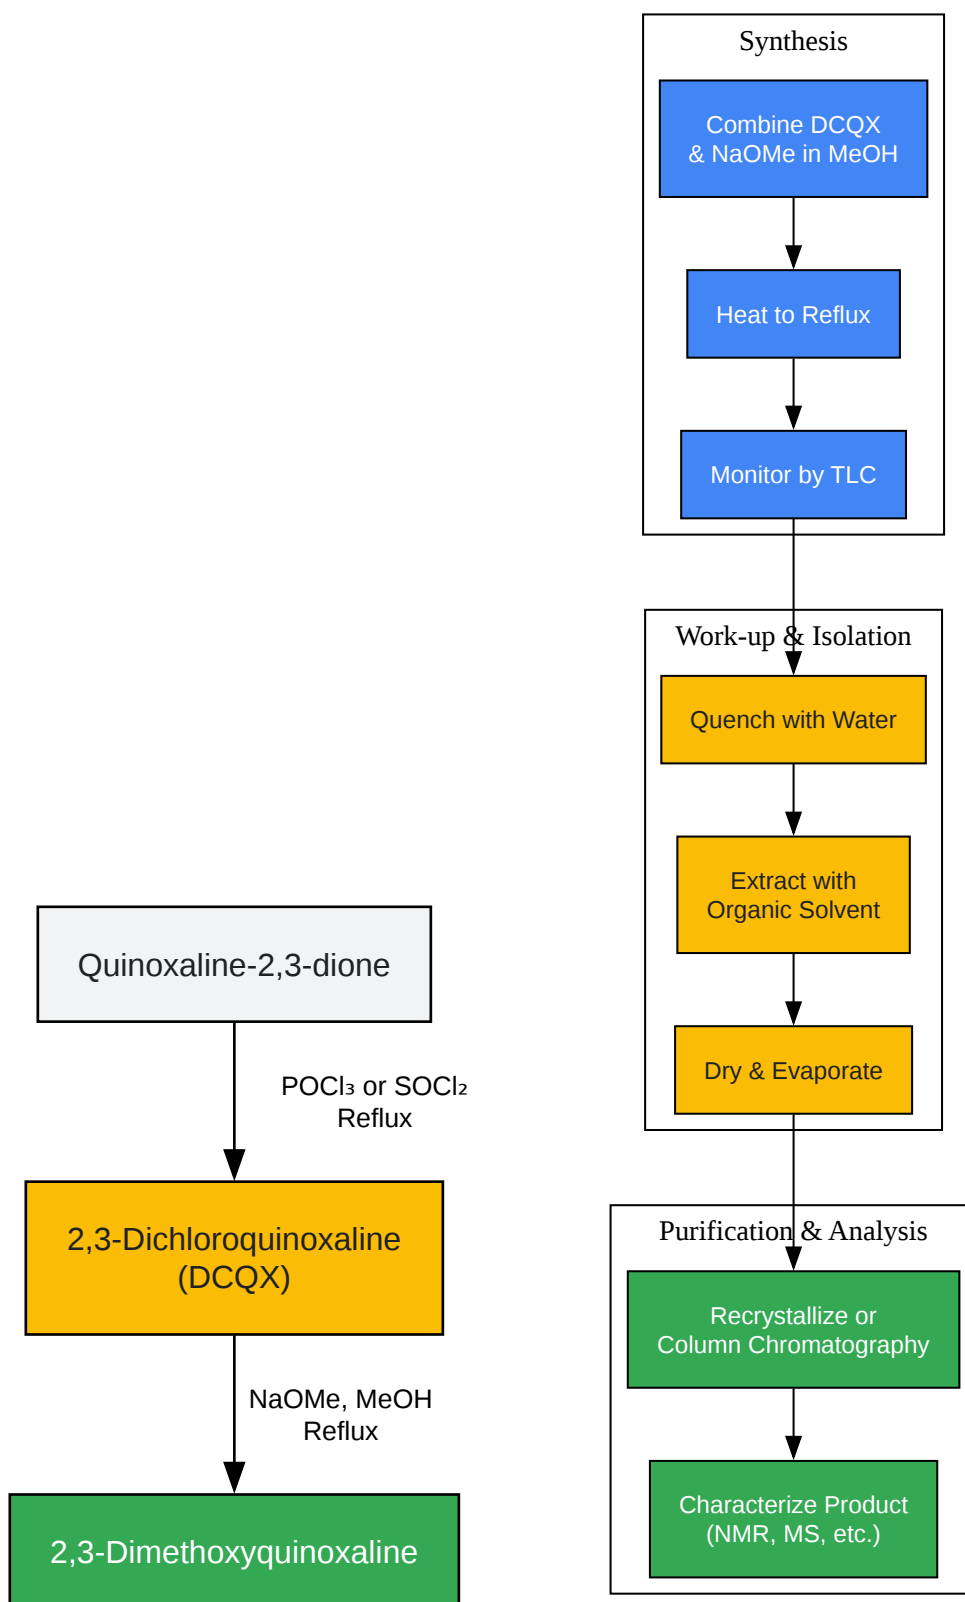 Synthesis
Combine DCQX
& NaOMe in MeOH
Heat to Reflux
Monitor by TLC
Work-up & Isolation
Quench with Water
Extract with
Organic Solvent
Dry & Evaporate
Purification & Analysis
Recrystallize or
Column Chromatography
Characterize Product
(NMR, MS, etc.)
Quinoxaline-2,3-dione
POCl₃ or SOCl₂
Reflux
2,3-Dichloroquinoxaline
(DCQX)
NaOMe, MeOH
Reflux
2,3-Dimethoxyquinoxaline